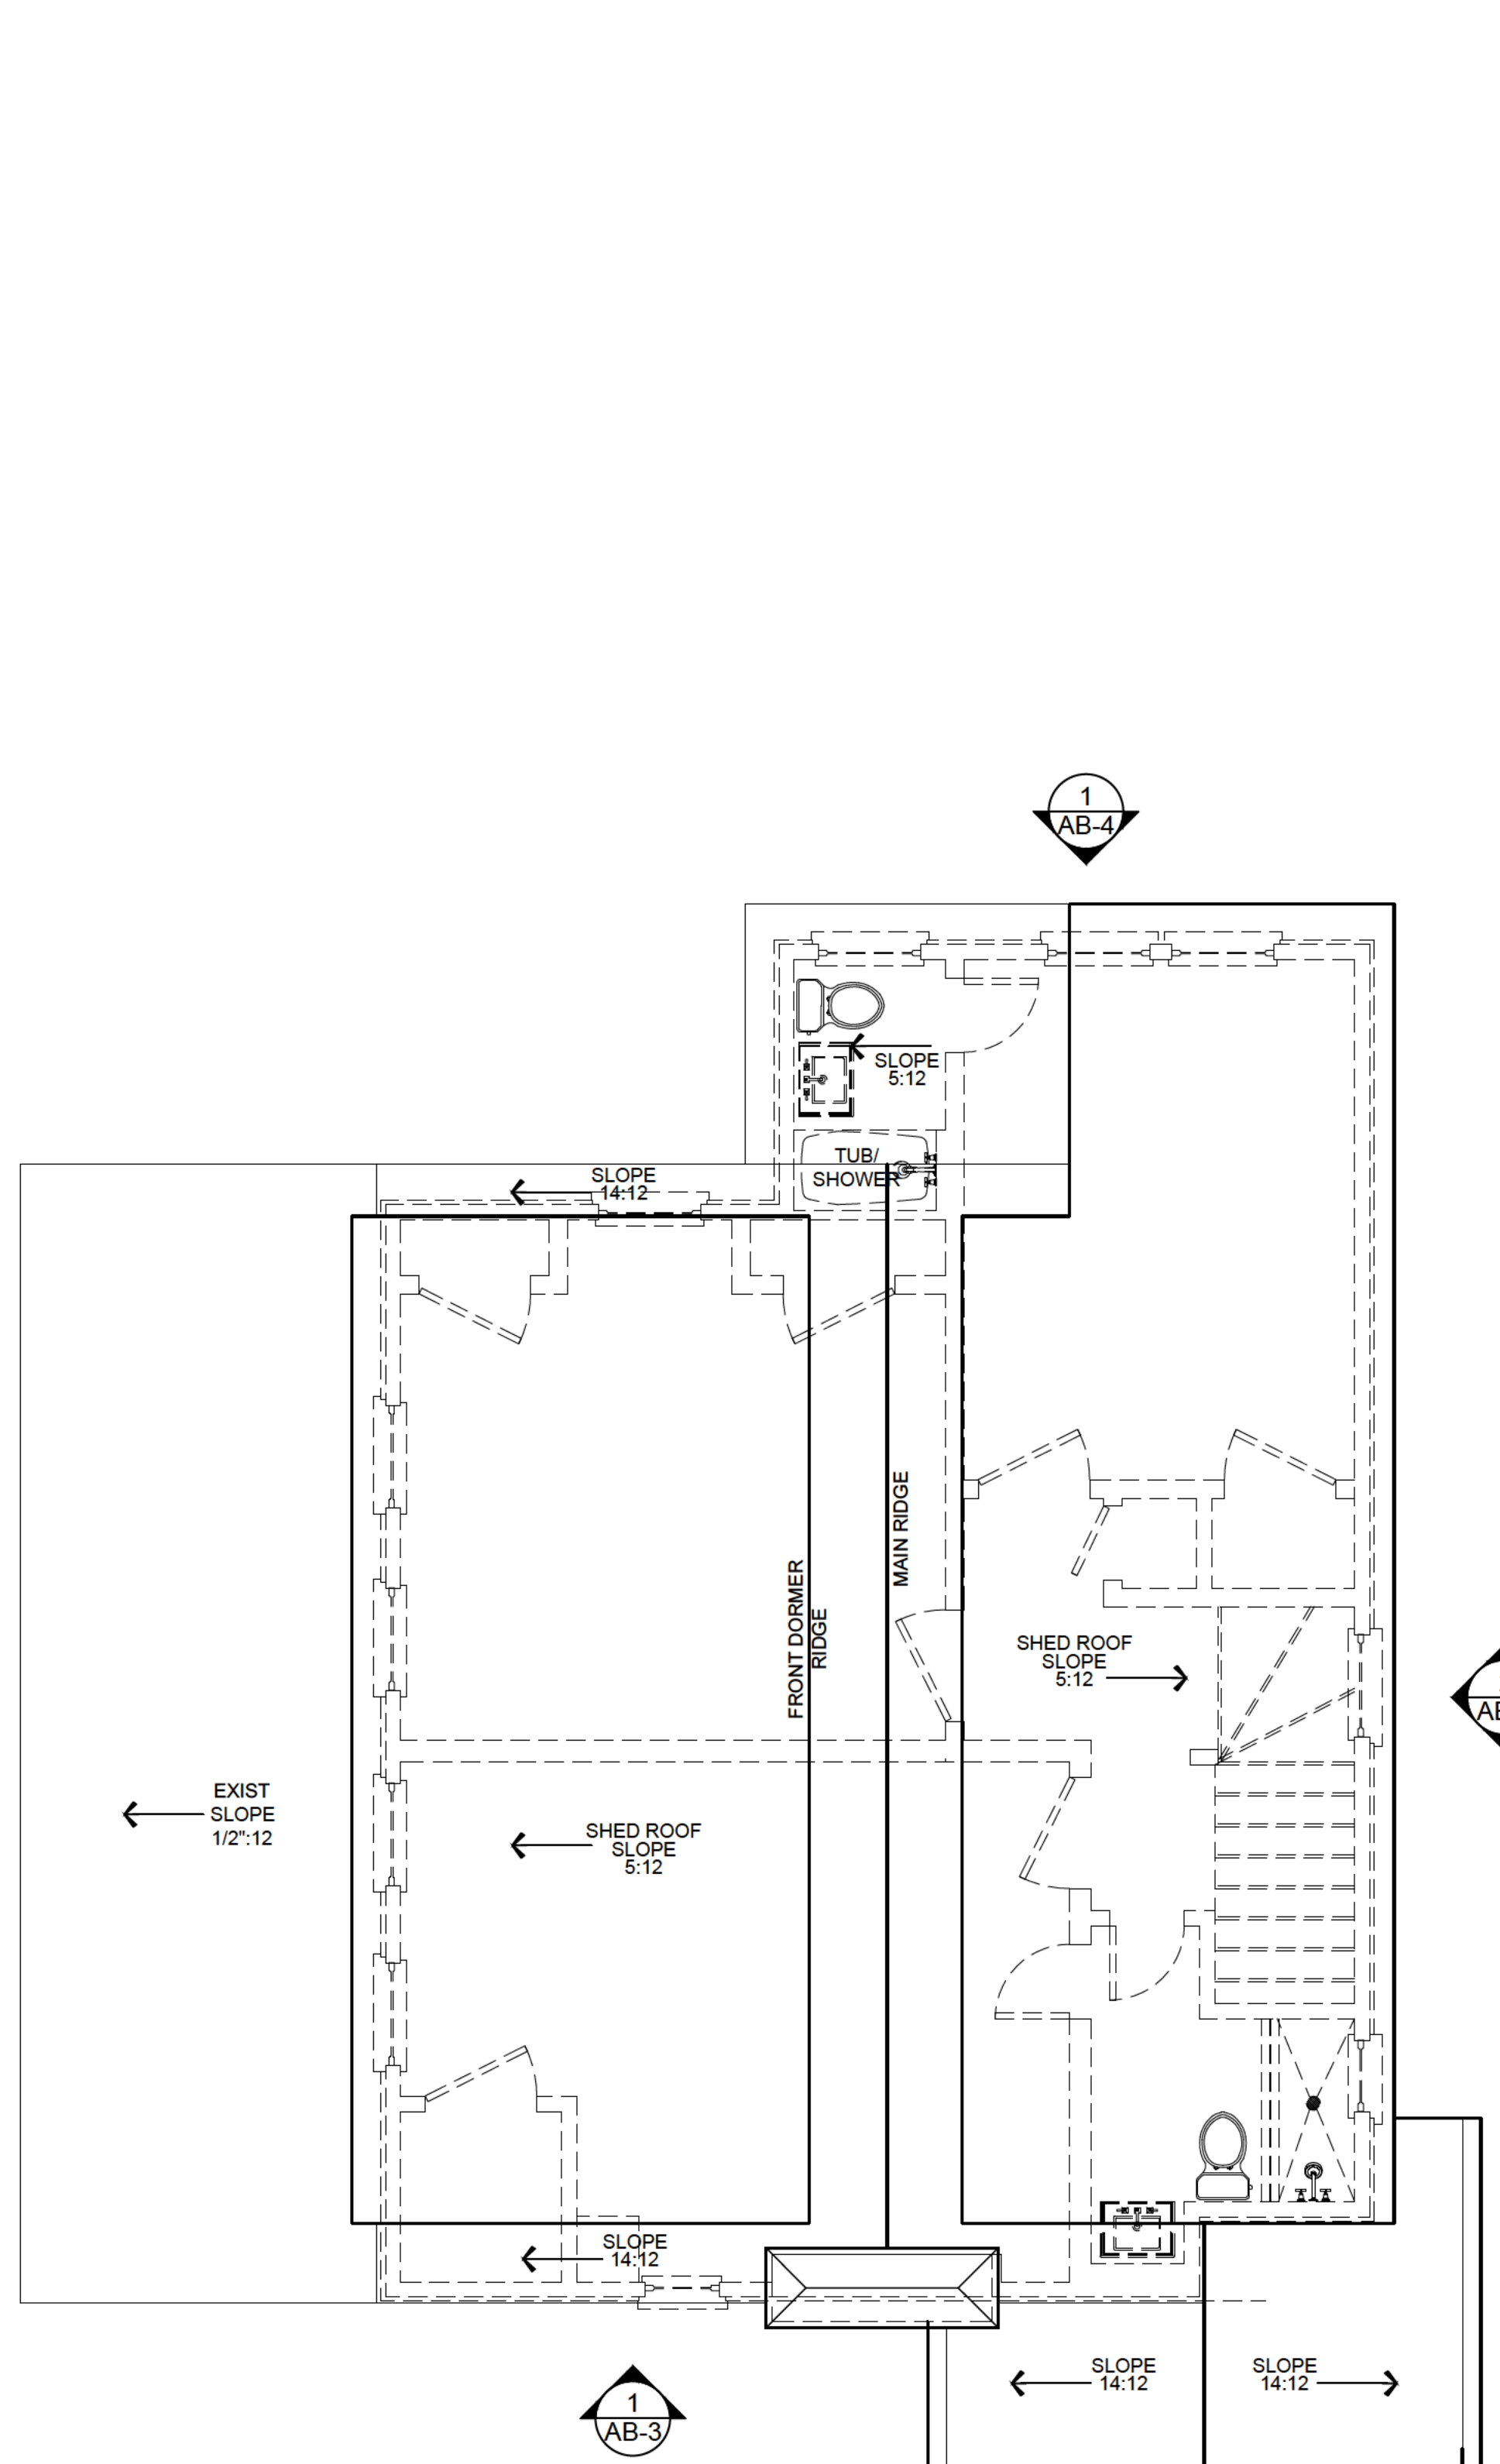 1
AB-4
SLOPE
5:12
TUB/
SHOWER
SLOPE
14:12
MAIN RIDGE
FRONT DORMER
RIDGE
SHED ROOF
SLOPE
5:12
EXIST
SLOPE
1/2":12
SHED ROOF
SLOPE
5:12
SLOPE
14:12
SLOPE
14:12
SLOPE
14:12
1
AB-3